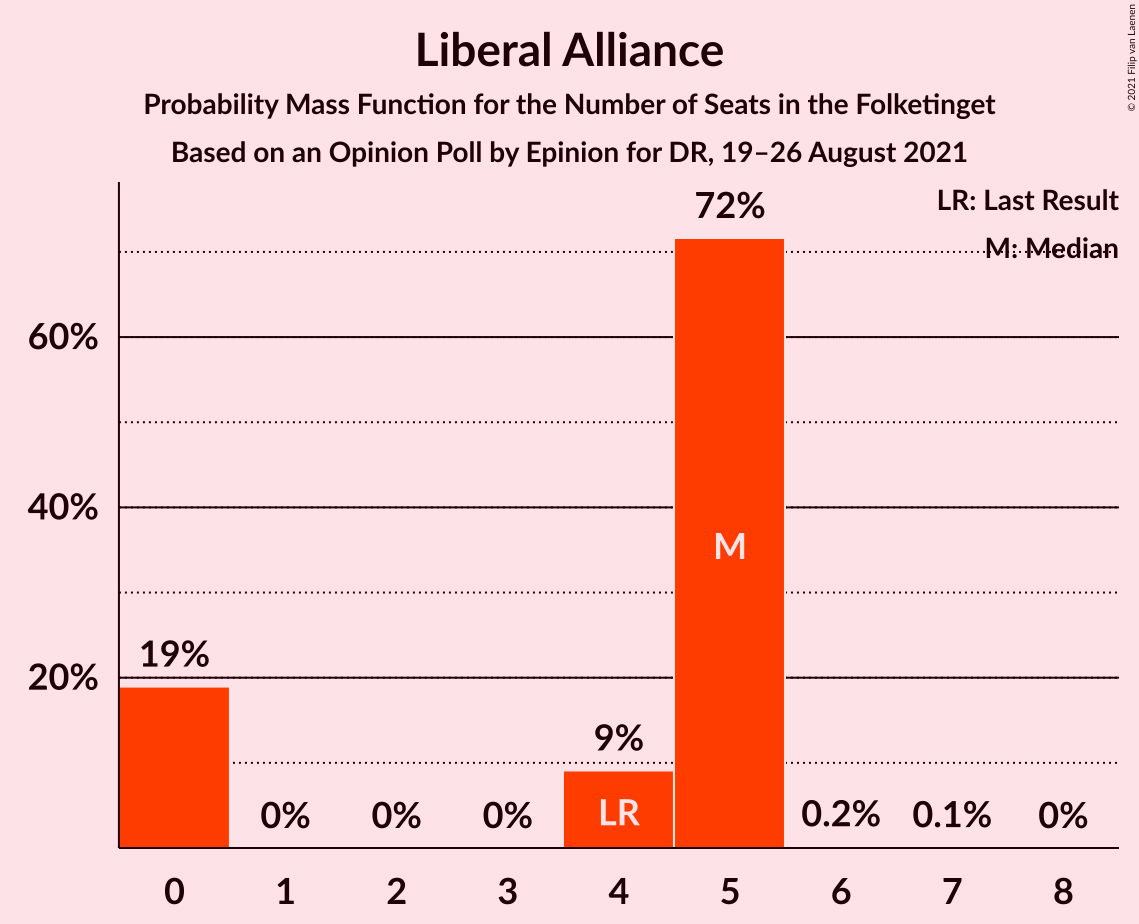 Liberal Alliance
Probability Mass Function for the Number of Seats in the Folketinget
Based on an Opinion Poll by Epinion for DR, 19–26 August 2021
© 2021 Filip van Laenen
LR: Last Result
M: Median
60%
40%
20%
19%
0%
0%
0%
9%
72%
0.2%
0.1%
0%
LR
M
0
1
2
3
4
5
6
7
8